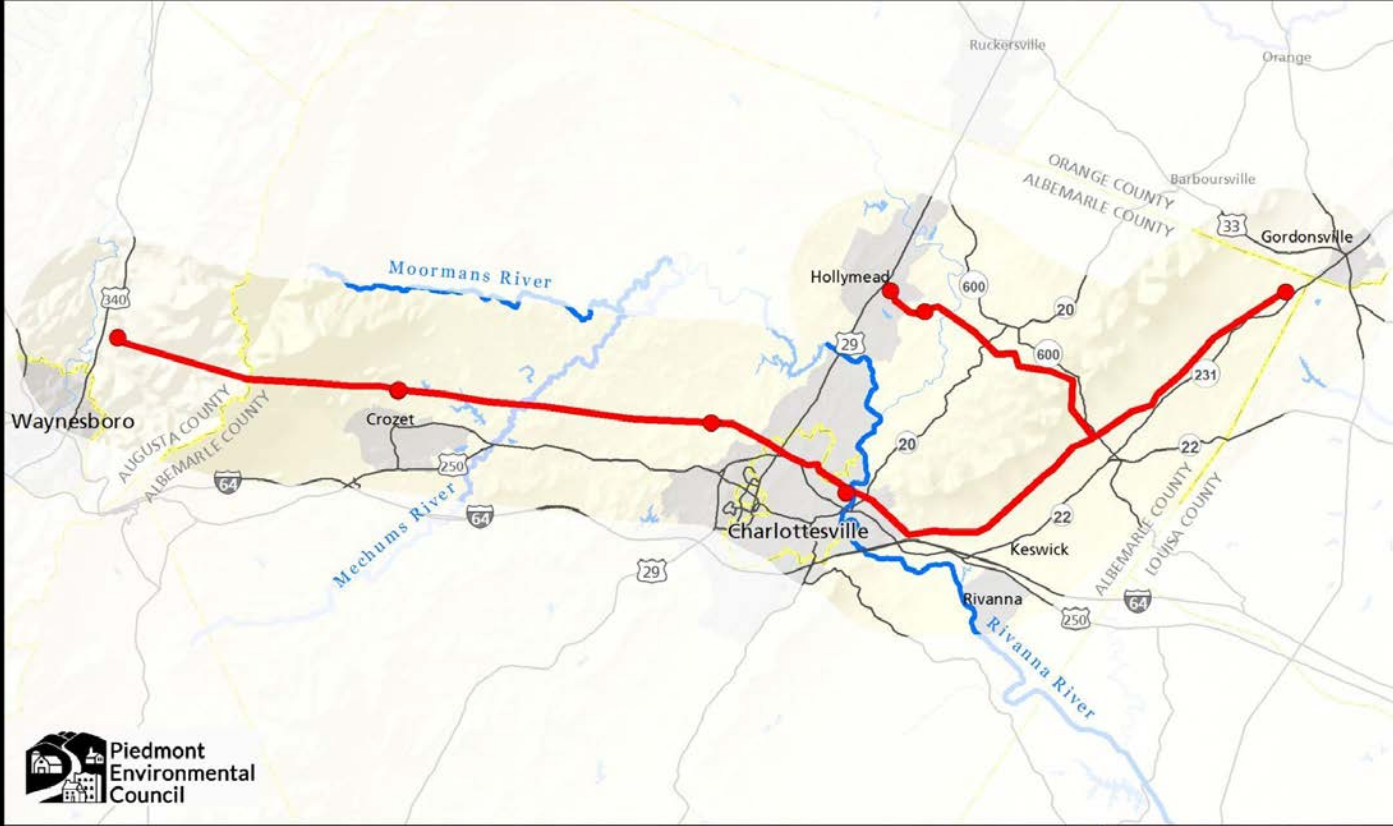 Ruckersville
Orange
ORANGE COUNTY
ALBEMARLE COUNTY
Barboursville
33
Gordonsville
Moormans River
Hollymead
600
20
340
29
600
231
Waynesboro
Crozet
20
22
AUGUSTA COUNTY
ALBEMARLE COUNTY
250
64
64
Mechums River
Charlottesville
22
Keswick
ALBEMARLE COUNTY
LOUISA COUNTY
29
Rivanna
64
250
Rivanna River
Piedmont
Environmental
Council